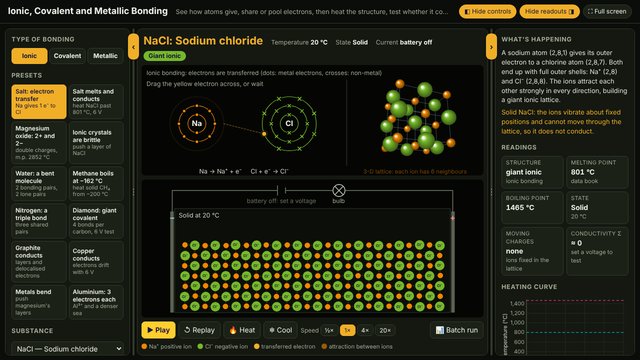 Ionic, Covalent and Metallic Bonding
See how atoms give, share or pool electrons, then heat the structure, test whether it co...
Hide controls
Hide readouts
Full screen
TYPE OF BONDING
Ionic
Covalent
Metallic
PRESETS
Salt: electron transfer
Na gives 1 e⁻ to Cl
Salt melts and conducts
heat NaCl past 801 °C, 6 V
Magnesium oxide: 2+ and 2−
double charges, m.p. 2852 °C
Ionic crystals are brittle
push a layer of NaCl
Water: a bent molecule
2 bonding pairs, 2 lone pairs
Methane boils at −162 °C
heat solid CH₄ from −200 °C
Nitrogen: a triple bond
three shared pairs
Diamond: giant covalent
4 bonds per carbon, 6 V test
Graphite conducts
layers and delocalised electrons
Copper conducts
electrons drift with 6 V
Metals bend
push magnesium's layers
Aluminium: 3 electrons each
Al³⁺ and a denser sea
SUBSTANCE
NaCl — Sodium chloride
NaCl: Sodium chloride
Temperature 20 °C
State Solid
Current battery off
Giant ionic
Ionic bonding: electrons are transferred (dots: metal electrons, crosses: non-metal)
Drag the yellow electron across, or wait
Na
Cl
Na → Na⁺ + e⁻
Cl + e⁻ → Cl⁻
3-D lattice: each ion has 6 neighbours
battery off: set a voltage
bulb
Solid at 20 °C
Play
Replay
Heat
Cool
Speed
½×
1×
4×
20×
Batch run
Na⁺ positive ion
Cl⁻ negative ion
transferred electron
attraction between ions
WHAT'S HAPPENING
A sodium atom (2,8,1) gives its outer
electron to a chlorine atom (2,8,7).
Both end up with full outer shells: Na⁺ (2,8)
and Cl⁻ (2,8,8). The ions attract each
other strongly in every direction, building
a giant ionic lattice.
Solid NaCl: the ions vibrate about fixed
positions and cannot move through the
lattice, so it does not conduct.
READINGS
STRUCTURE
giant ionic
ionic bonding
MELTING POINT
801 °C
data book
BOILING POINT
1465 °C
STATE
Solid
20 °C
MOVING CHARGES
none
ions fixed in the lattice
CONDUCTIVITY Σ
≈ 0
set a voltage to test
HEATING CURVE
1,400
1,200
1,000
800
600